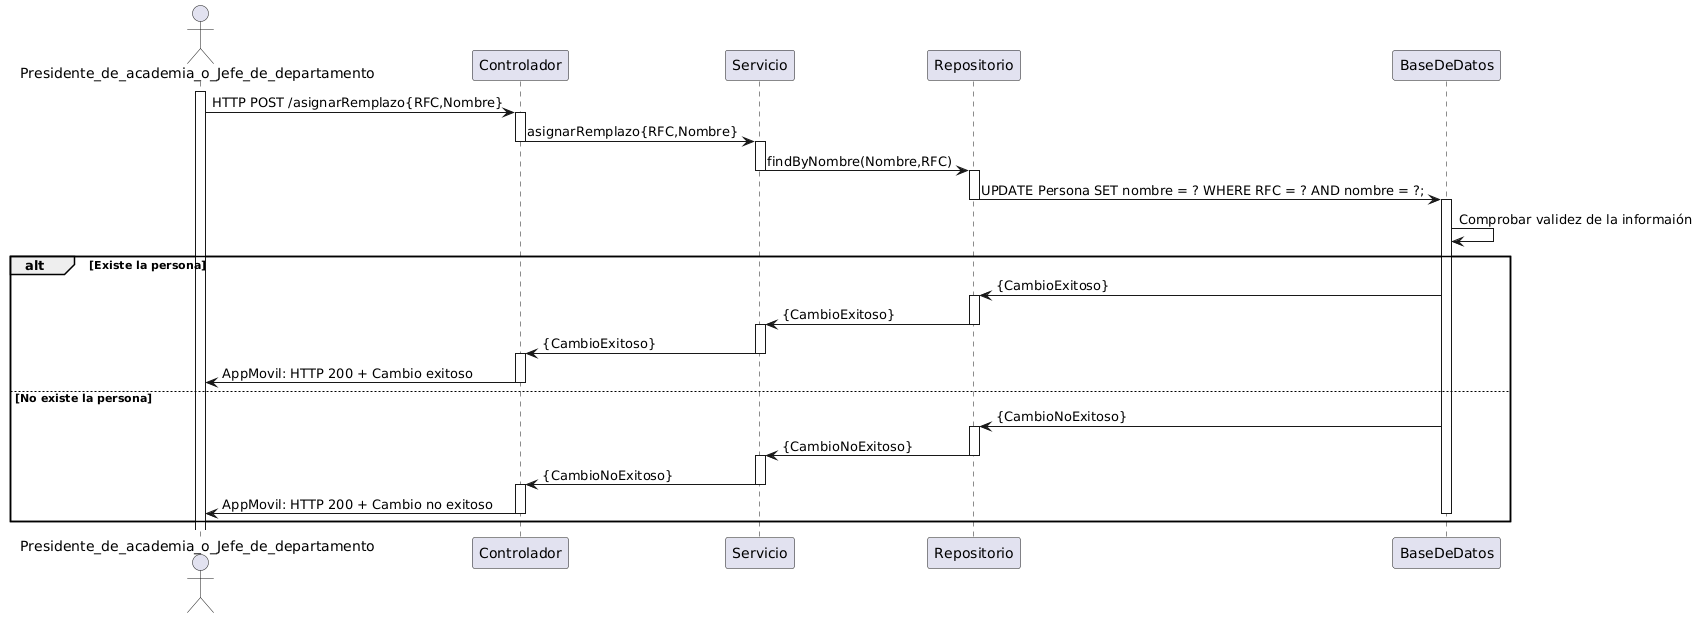 Presidente_de_academia_o_Jefe_de_departamento
Controlador
Servicio
Repositorio
BaseDeDatos
HTTP POST /asignarRemplazo{RFC,Nombre}
asignarRemplazo{RFC,Nombre}
findByNombre(Nombre,RFC)
UPDATE Persona SET nombre = ? WHERE RFC = ? AND nombre = ?;
Comprobar validez de la informaión
alt
[Existe la persona]
{CambioExitoso}
{CambioExitoso}
{CambioExitoso}
AppMovil: HTTP 200 + Cambio exitoso
[No existe la persona]
{CambioNoExitoso}
{CambioNoExitoso}
{CambioNoExitoso}
AppMovil: HTTP 200 + Cambio no exitoso
Presidente_de_academia_o_Jefe_de_departamento
Controlador
Servicio
Repositorio
BaseDeDatos